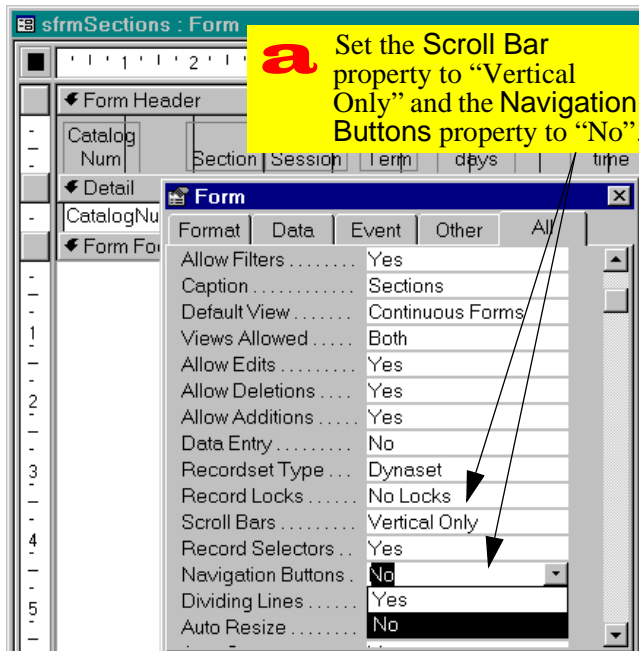 sfrmSections : Form
1 2
a Set the Scroll Bar
property to “Vertical
Only” and the Navigation
Buttons property to “No”.
Form Header
Catalog
Num Section Session Term days time
Detail
CatalogNu
Form Fo
Form
Format Data Event Other All
Allow Filters . . . . . . . . Yes
Caption . . . . . . . . . . . . Sections
Default View . . . . . . . Continuous Forms
Views Allowed . . . . . Both
Allow Edits . . . . . . . . Yes
Allow Deletions . . . . Yes
Allow Additions . . . . . Yes
Data Entry . . . . . . . . . No
Recordset Type . . . Dynaset
Record Locks . . . . . . No Locks
Scroll Bars . . . . . . . . . Vertical Only
Record Selectors . . Yes
Navigation Buttons . No
Dividing Lines . . . . . . Yes
Auto Resize . . . . . . . . No
1
2
3
4
5